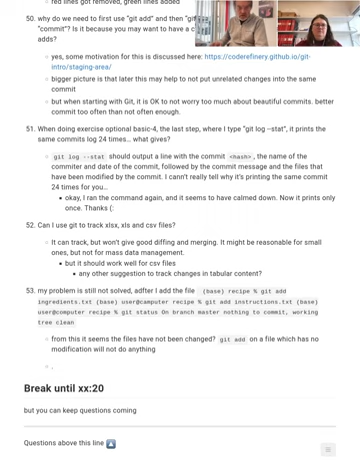 red lines got removed, green lines added
50. why do we need to first use "git add" and then "git
"commit"? Is it because you may want to have a c
adds?
yes, some motivation for this is discussed here: https://coderefinery.github.io/git-
intro/staging-area/
bigger picture is that later this may help to not put unrelated changes into the same
commit
but when starting with Git, it is OK to not worry too much about beautiful commits. better
commit too often than not often enough.
51. When doing exercise optional basic-4, the last step, where I type "git log --stat", it prints the
same commits log 24 times... what gives?
git log --stat should output a line with the commit <hash>, the name of the
commiter and date of the commit, followed by the commit message and the files that
have been modified by the commit. I cann't really tell why it's printing the same commit
24 times for you...
okay, I ran the command again, and it seems to have calmed down. Now it prints only
once. Thanks (:
52. Can I use git to track xlsx, xls and csv files?
It can track, but won't give good diffing and merging. It might be reasonable for small
ones, but not for mass data management.
but it should work well for csv files
any other suggestion to track changes in tabular content?
53. my problem is still not solved, adfter I add the file (base) recipe % git add
ingredients.txt (base) user@camputer recipe % git add instructions.txt (base)
user@computer recipe % git status On branch master nothing to commit, working
tree clean
from this it seems the files have not been changed? git add on a file which has no
modification will not do anything
.
Break until xx:20
but you can keep questions coming
Questions above this line ⬆️